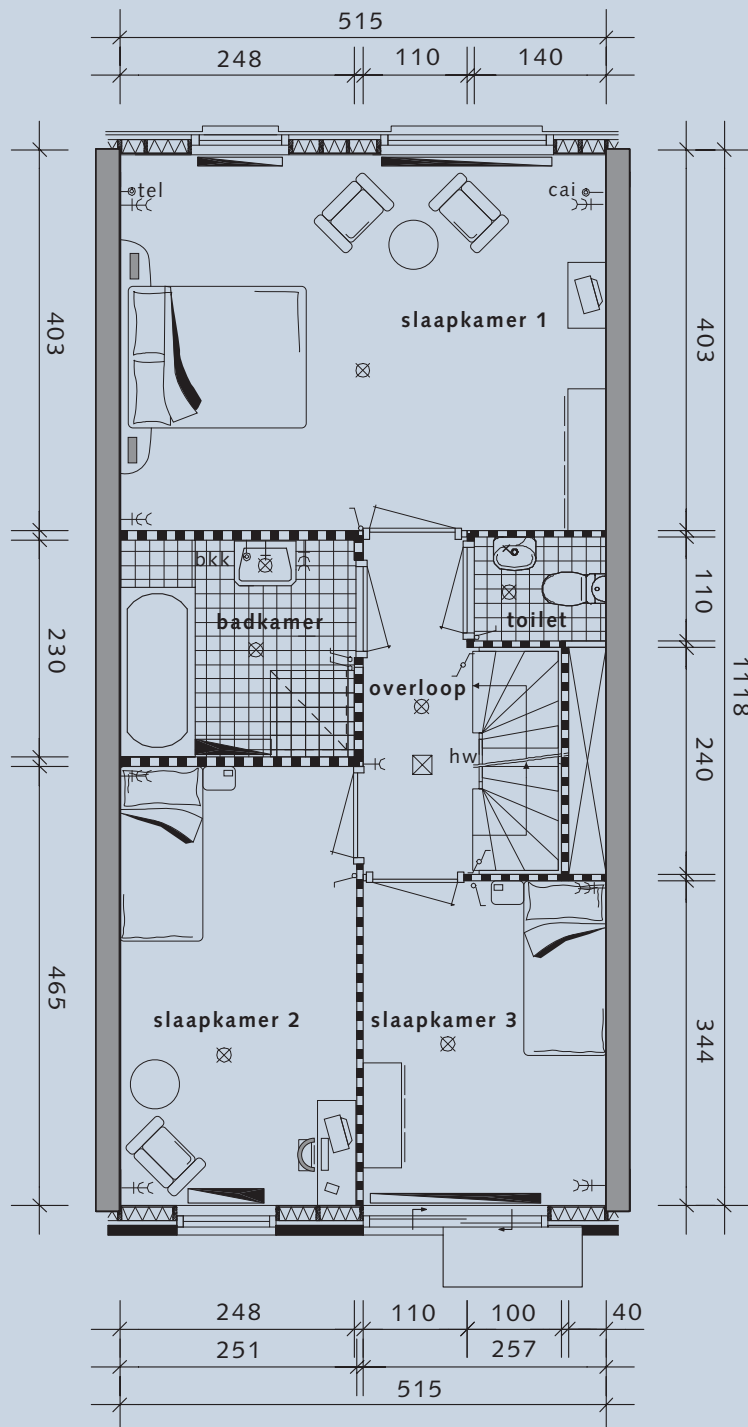 515
248 110 140
tel cai
slaapkamer 1
403 403
bkk
badkamer toilet
110
230
overloop
1118
hw
240
465
slaapkamer 2 slaapkamer 3
344
248 110 100 40
251 257
515